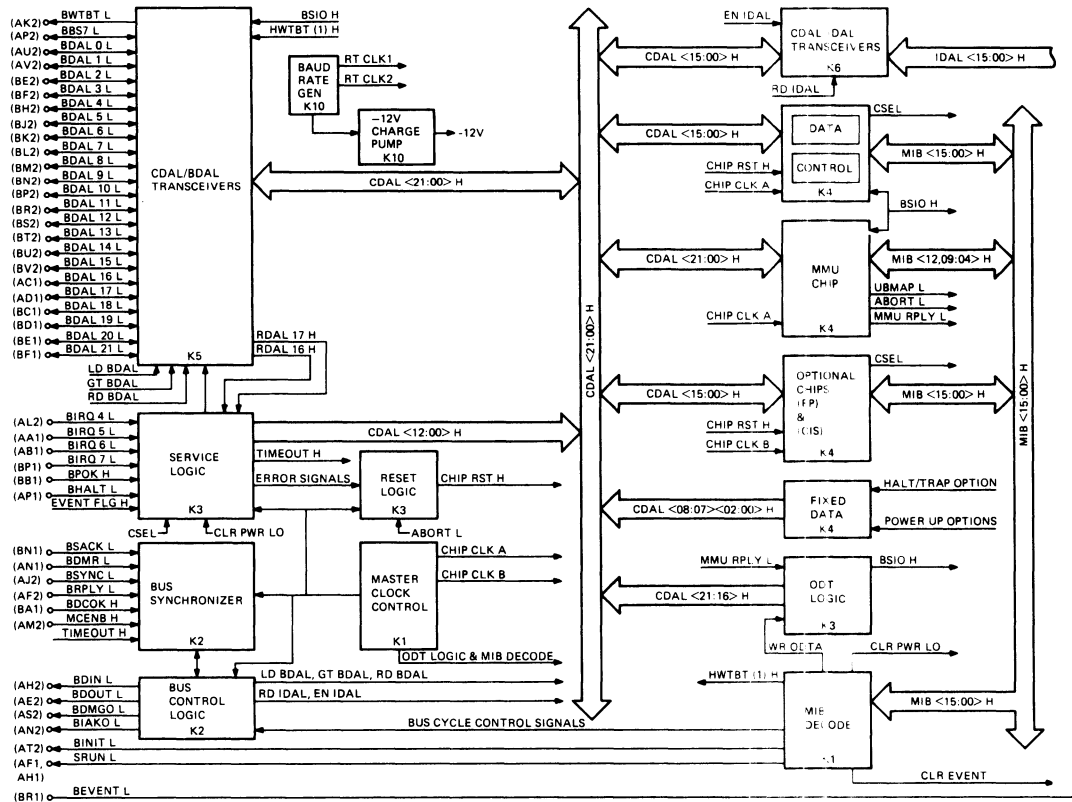 (AK2) BWTBT L
(AP2) BBS7 L
(AU2) BDAL 0 L
(AV2) BDAL 1 L
(BE2) BDAL 2 L
(BF2) BDAL 3 L
(BH2) BDAL 4 L
(BJ2) BDAL 5 L
(BK2) BDAL 6 L
(BL2) BDAL 7 L
(BM2) BDAL 8 L
(BN2) BDAL 9 L
(BP2) BDAL 10 L
(BR2) BDAL 11 L
(BS2) BDAL 12 L
(BT2) BDAL 13 L
(BU2) BDAL 14 L
(BV2) BDAL 15 L
(AC1) BDAL 16 L
(AD1) BDAL 17 L
(BC1) BDAL 18 L
(BD1) BDAL 19 L
(BE1) BDAL 20 L
(BF1) BDAL 21 L
CDAL/BDAL
TRANSCEIVERS
K5
LD BDAL
GT BDAL
RD BDAL
BSIO H
HWTBT (1) H
BAUD
RATE
GEN
K10
RT CLK1
RT CLK2
-12V
CHARGE
PUMP
K10
-12V
CDAL <21:00> H
RDAL 17 H
RDAL 16 H
(AL2) BIRQ 4 L
(AA1) BIRQ 5 L
(AB1) BIRQ 6 L
(BP1) BIRQ 7 L
(BB1) BPOK H
(AP1) BHALT L
EVENT FLG H
SERVICE
LOGIC
K3
CSEL
CLR PWR LO
CDAL <12:00> H
TIMEOUT H
ERROR SIGNALS
RESET
LOGIC
K3
CHIP RST H
ABORT L
(BN1) BSACK L
(AN1) BDMR L
(AJ2) BSYNC L
(AF2) BRPLY L
(BA1) BDCOK H
(AM2) MCENB H
TIMEOUT H
BUS
SYNCHRONIZER
K2
MASTER
CLOCK
CONTROL
K1
CHIP CLK A
CHIP CLK B
ODT LOGIC & MIB DECODE
(AH2) BDIN L
(AE2) BDOUT L
(AS2) BDMGO L
(AN2) BIAKO L
BUS
CONTROL
LOGIC
K2
LD BDAL, GT BDAL, RD BDAL
RD IDAL, EN IDAL
BUS CYCLE CONTROL SIGNALS
(AT2) BINIT L
(AF1, SRUN L
AH1)
(BR1) BEVENT L
CDAL <21:00> H
EN IDAL
CDAL IDAL
TRANSCEIVERS
K6
RD IDAL
CDAL <15:00> H
IDAL <15:00> H
CDAL <15:00> H
DATA
CONTROL
K4
CSEL
MIB <15:00> H
CHIP RST H
CHIP CLK A
BSIO H
CDAL <21:00> H
MMU
CHIP
K4
MIB <12,09:04> H
UBMAP L
ABORT L
MMU RPLY L
CHIP CLK A
CDAL <15:00> H
OPTIONAL
CHIPS
(FP)
&
(CIS)
K4
CSEL
MIB <15:00> H
CHIP RST H
CHIP CLK B
MIB <15:00> H
CDAL <08:07><02:00> H
FIXED
DATA
K4
HALT/TRAP OPTION
POWER UP OPTIONS
MMU RPLY L
CDAL <21:16> H
ODT
LOGIC
K3
BSIO H
WR ODTA
CLR PWR LO
HWTBT (1) H
MIB
DECODE
K1
MIB <15:00> H
CLR EVENT